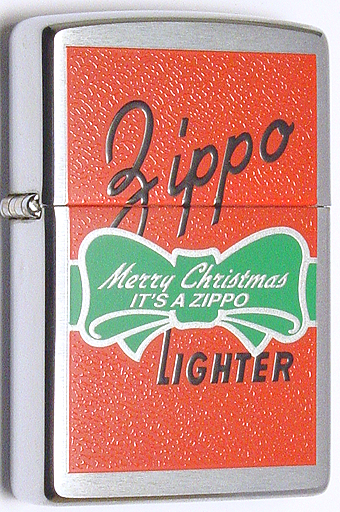 Zippo
Merry Christmas
IT'S A ZIPPO
LIGHTER